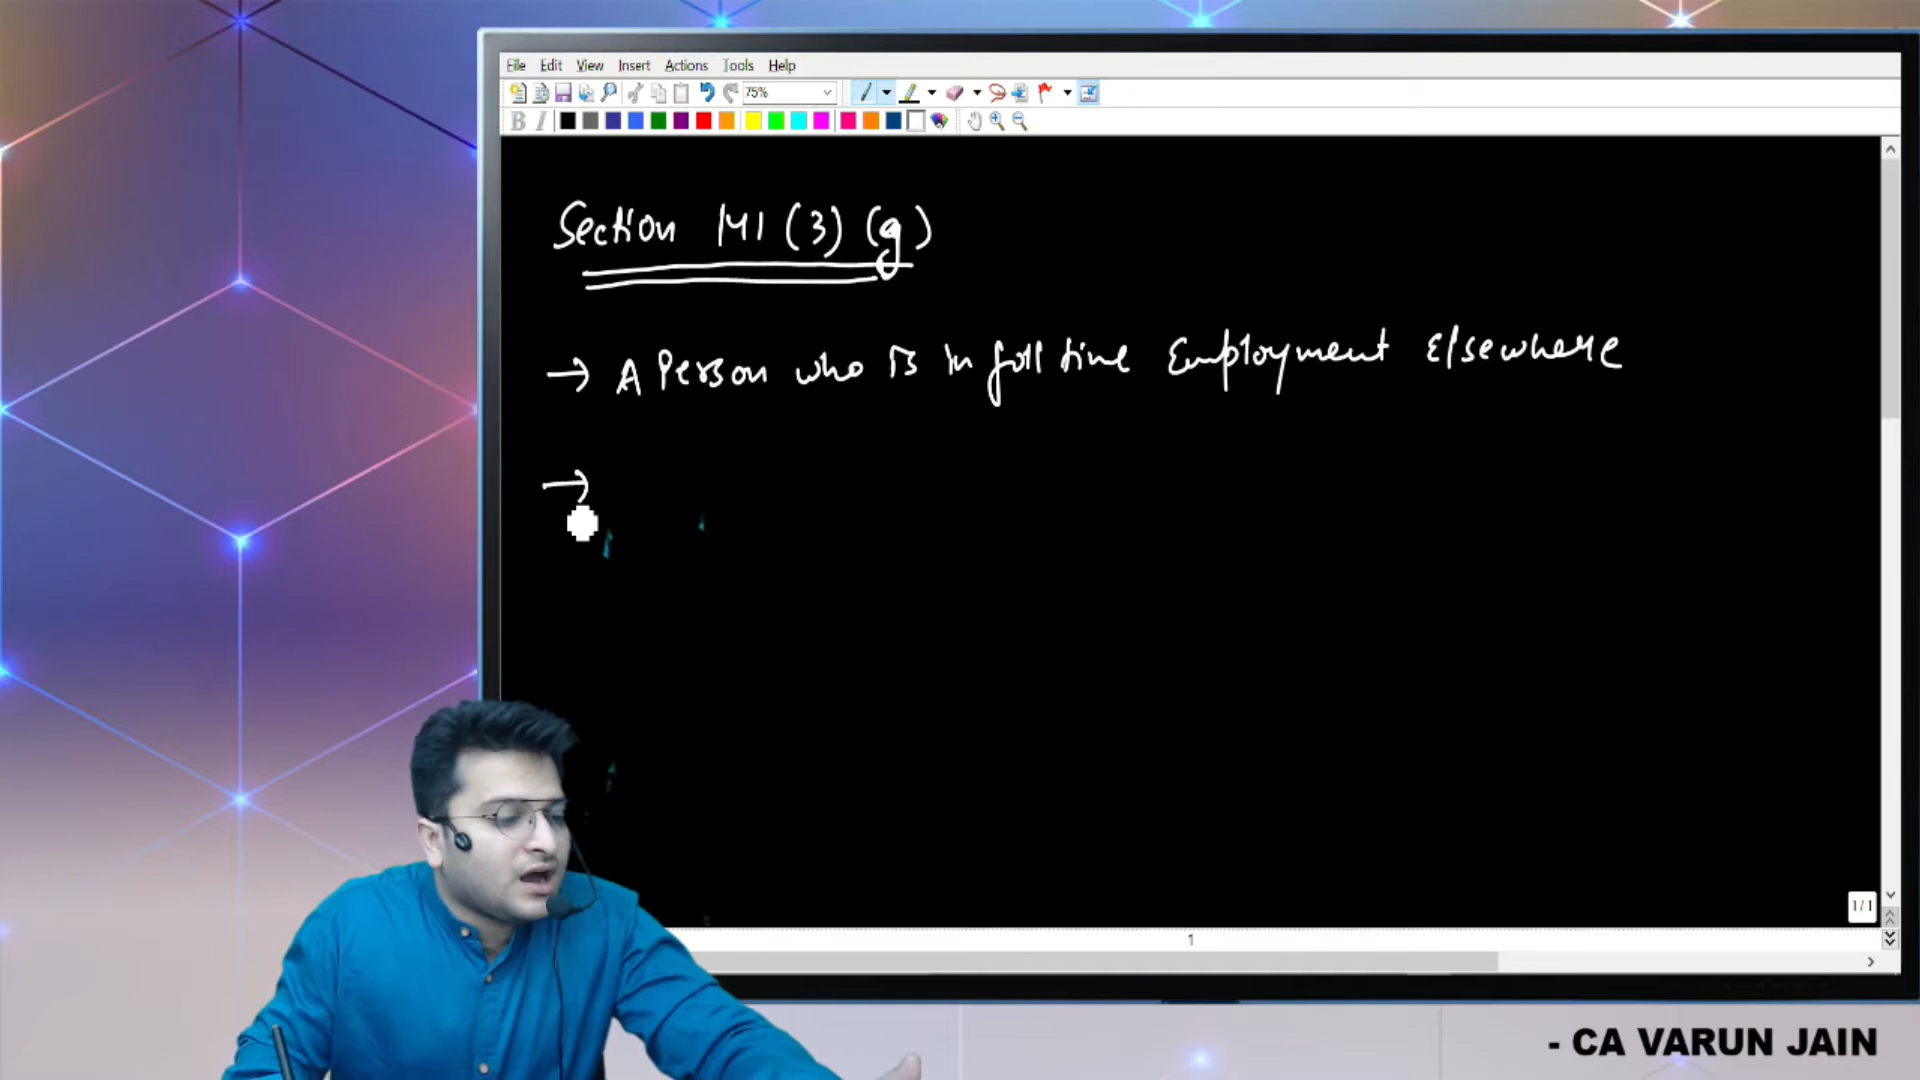 File Edit View Insert Actions Tools Help
75%
B I
Section 141 (3) (g)
→ A Person who is in full time Employment Elsewhere
→
1/1
1
- CA VARUN JAIN